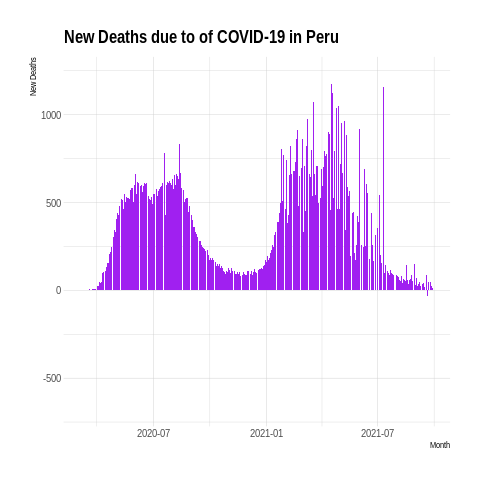 New Deaths due to of COVID-19 in Peru
New Deaths
1000
500
0
-500
2020-07
2021-01
2021-07
Month